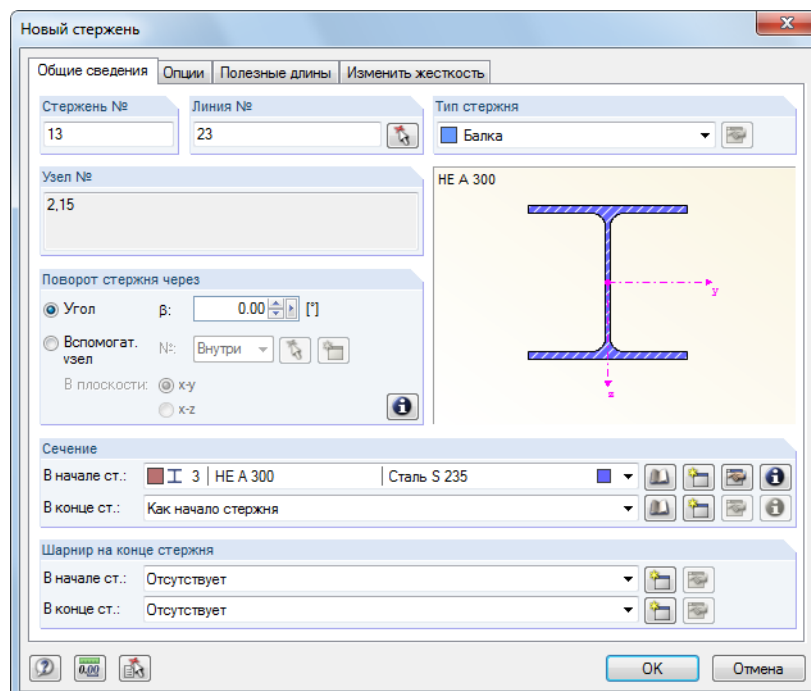 Новый стержень
Общие сведения Опции Полезные длины Изменить жесткость
Стержень № Линия № Тип стержня
13 23 Балка
Узел №
2,15
HE A 300
y
z
Поворот стержня через
Угол β: 0.00 [°]
Вспомогат. узел №: Внутри
В плоскости: x-y
x-z
Сечение
В начале ст.: 3 HE A 300 Сталь S 235
В конце ст.: Как начало стержня
Шарнир на конце стержня
В начале ст.: Отсутствует
В конце ст.: Отсутствует
0.00 OK Отмена